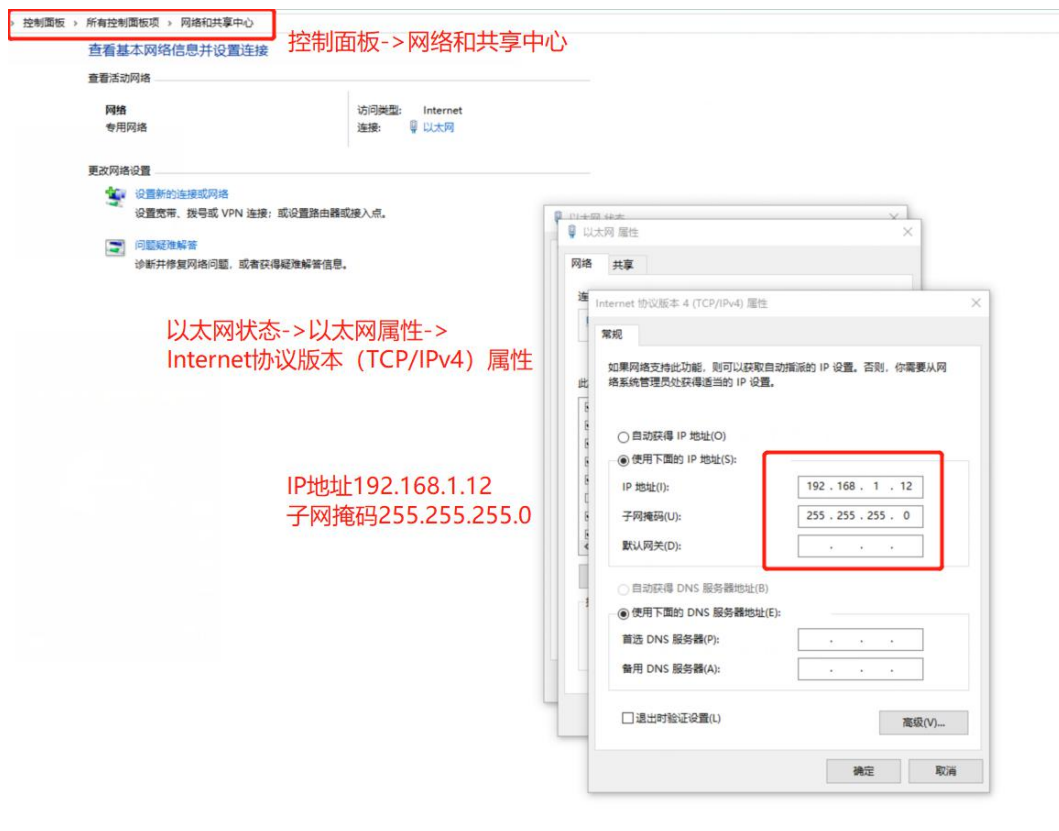 控制面板 › 所有控制面板项 › 网络和共享中心
控制面板->网络和共享中心
查看基本网络信息并设置连接
查看活动网络
网络
专用网络
访问类型: Internet
连接: 以太网
更改网络设置
设置新的连接或网络
设置宽带、拨号或 VPN 连接；或设置路由器或接入点。
问题疑难解答
诊断并修复网络问题，或者获得疑难解答信息。
以太网状态->以太网属性->
Internet协议版本（TCP/IPv4）属性
IP地址192.168.1.12
子网掩码255.255.255.0
以太网 状态
以太网 属性
网络 共享
连
此
Internet 协议版本 4 (TCP/IPv4) 属性
常规
如果网络支持此功能，则可以获取自动指派的 IP 设置。否则，你需要从网
络系统管理员处获得适当的 IP 设置。
自动获得 IP 地址(O)
使用下面的 IP 地址(S):
IP 地址(I): 192 . 168 . 1 . 12
子网掩码(U): 255 . 255 . 255 . 0
默认网关(D): . . .
自动获得 DNS 服务器地址(B)
使用下面的 DNS 服务器地址(E):
首选 DNS 服务器(P): . . .
备用 DNS 服务器(A): . . .
退出时验证设置(L)
高级(V)...
确定 取消